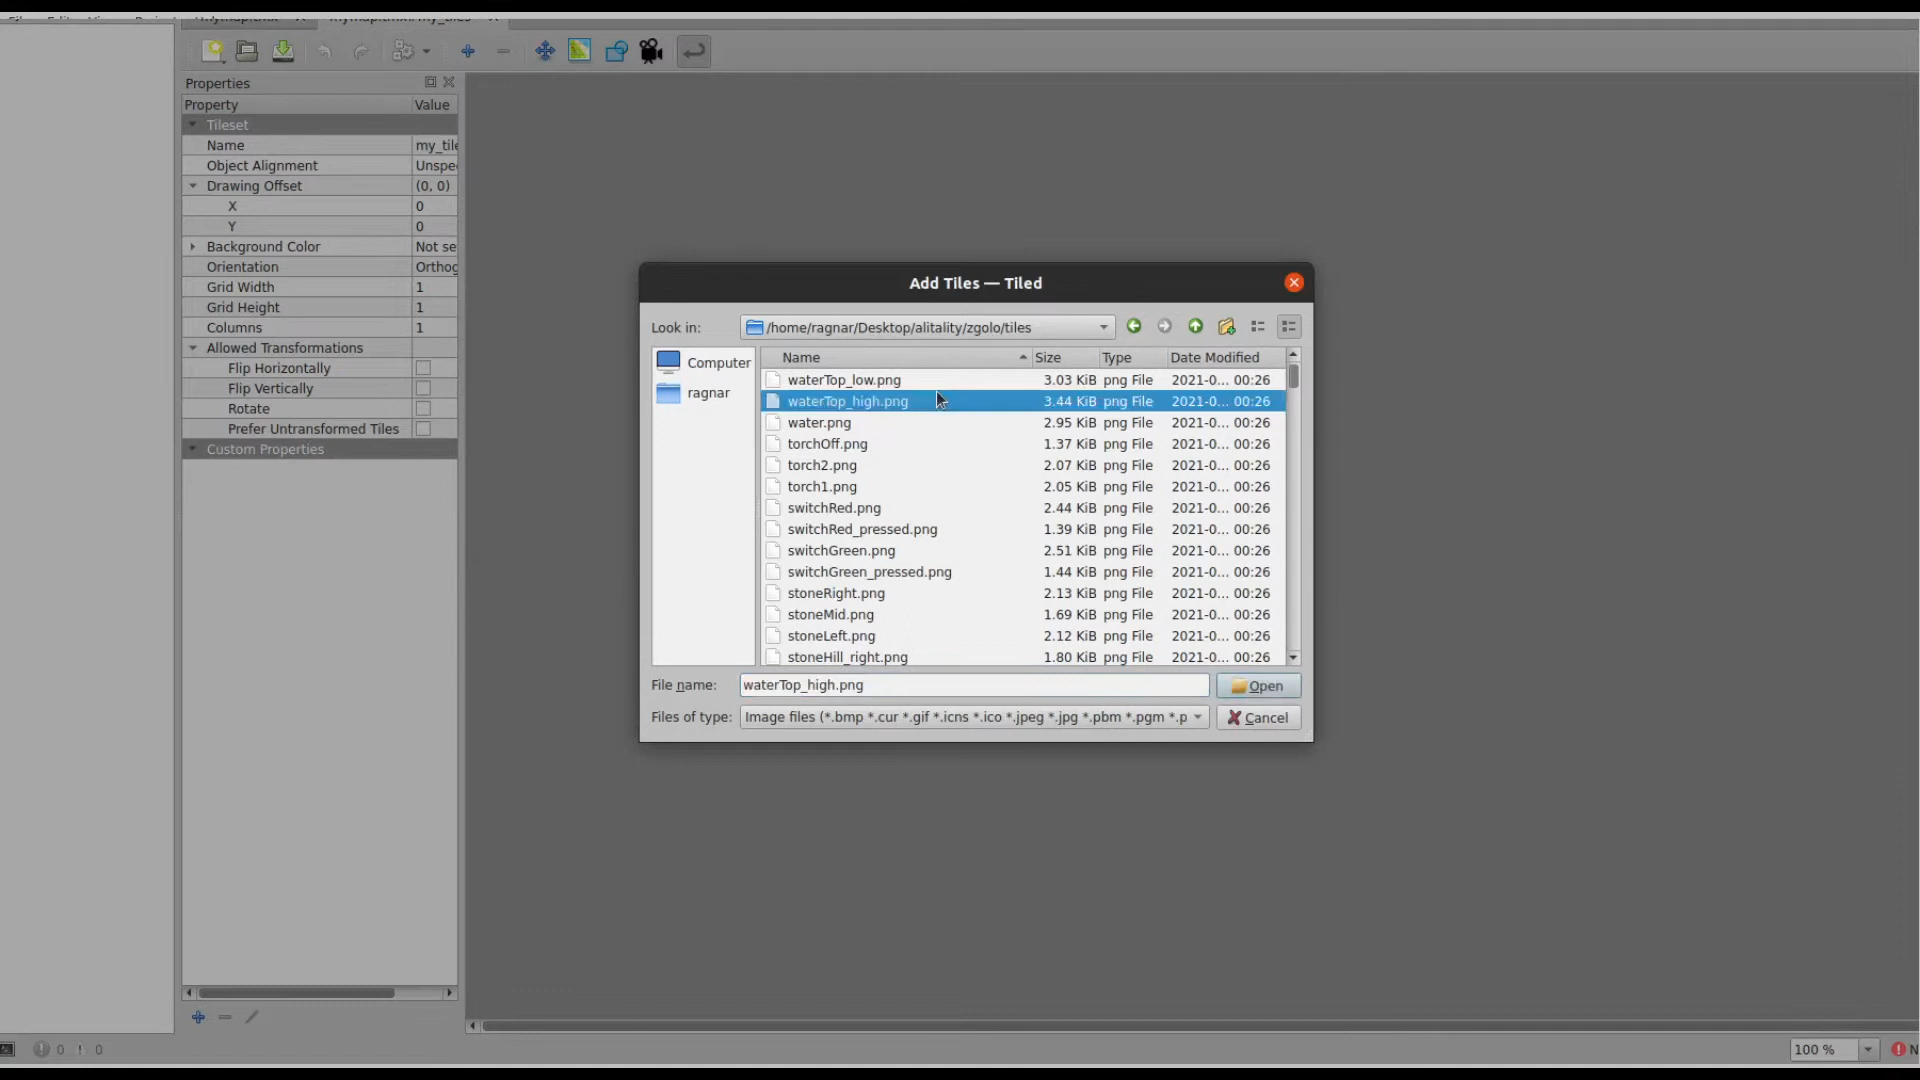 Properties
Property Value
Tileset
Name my_tile
Object Alignment Unspe
Drawing Offset (0, 0)
X 0
Y 0
Background Color Not se
Orientation Orthog
Grid Width 1
Grid Height 1
Columns 1
Allowed Transformations
Flip Horizontally
Flip Vertically
Rotate
Prefer Untransformed Tiles
Custom Properties
Add Tiles — Tiled
Look in: /home/ragnar/Desktop/alitality/zgolo/tiles
Computer
ragnar
Name Size Type Date Modified
waterTop_low.png 3.03 KiB png File 2021-0... 00:26
waterTop_high.png 3.44 KiB png File 2021-0... 00:26
water.png 2.95 KiB png File 2021-0... 00:26
torchOff.png 1.37 KiB png File 2021-0... 00:26
torch2.png 2.07 KiB png File 2021-0... 00:26
torch1.png 2.05 KiB png File 2021-0... 00:26
switchRed.png 2.44 KiB png File 2021-0... 00:26
switchRed_pressed.png 1.39 KiB png File 2021-0... 00:26
switchGreen.png 2.51 KiB png File 2021-0... 00:26
switchGreen_pressed.png 1.44 KiB png File 2021-0... 00:26
stoneRight.png 2.13 KiB png File 2021-0... 00:26
stoneMid.png 1.69 KiB png File 2021-0... 00:26
stoneLeft.png 2.12 KiB png File 2021-0... 00:26
stoneHill_right.png 1.80 KiB png File 2021-0... 00:26
File name: waterTop_high.png Open
Files of type: Image files (*.bmp *.cur *.gif *.icns *.ico *.jpeg *.jpg *.pbm *.pgm *.p Cancel
0 0
100 % N